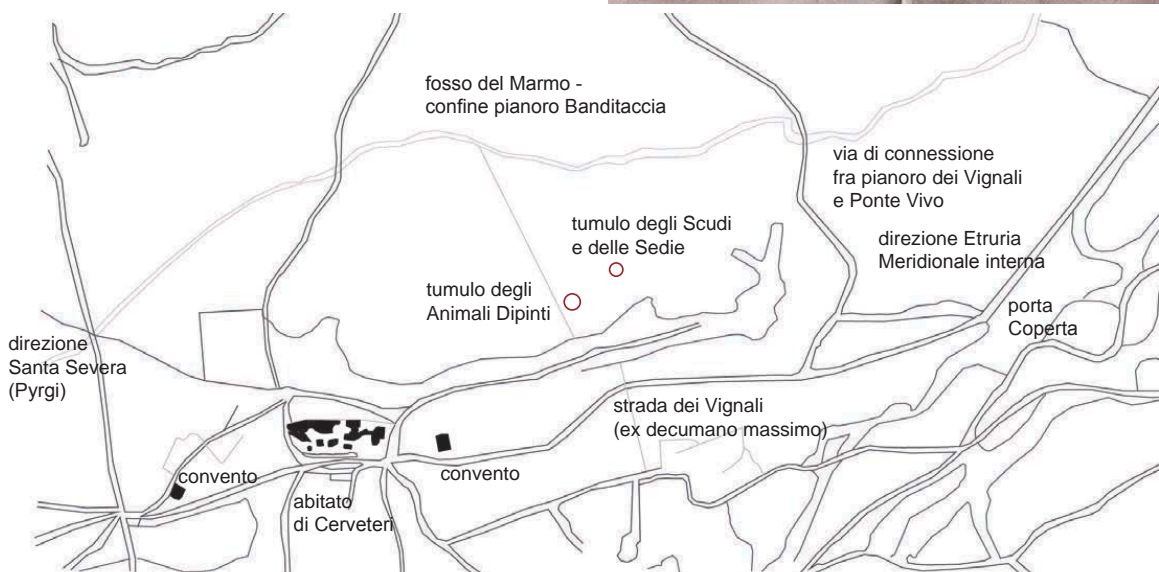 fosso del Marmo -
confine pianoro Banditaccia
via di connessione
fra pianoro dei Vignali
e Ponte Vivo
tumulo degli Scudi
e delle Sedie
direzione Etruria
Meridionale interna
tumulo degli
Animali Dipinti
porta
Coperta
direzione
Santa Severa
(Pyrgi)
strada dei Vignali
(ex decumano massimo)
convento
convento
abitato
di Cerveteri